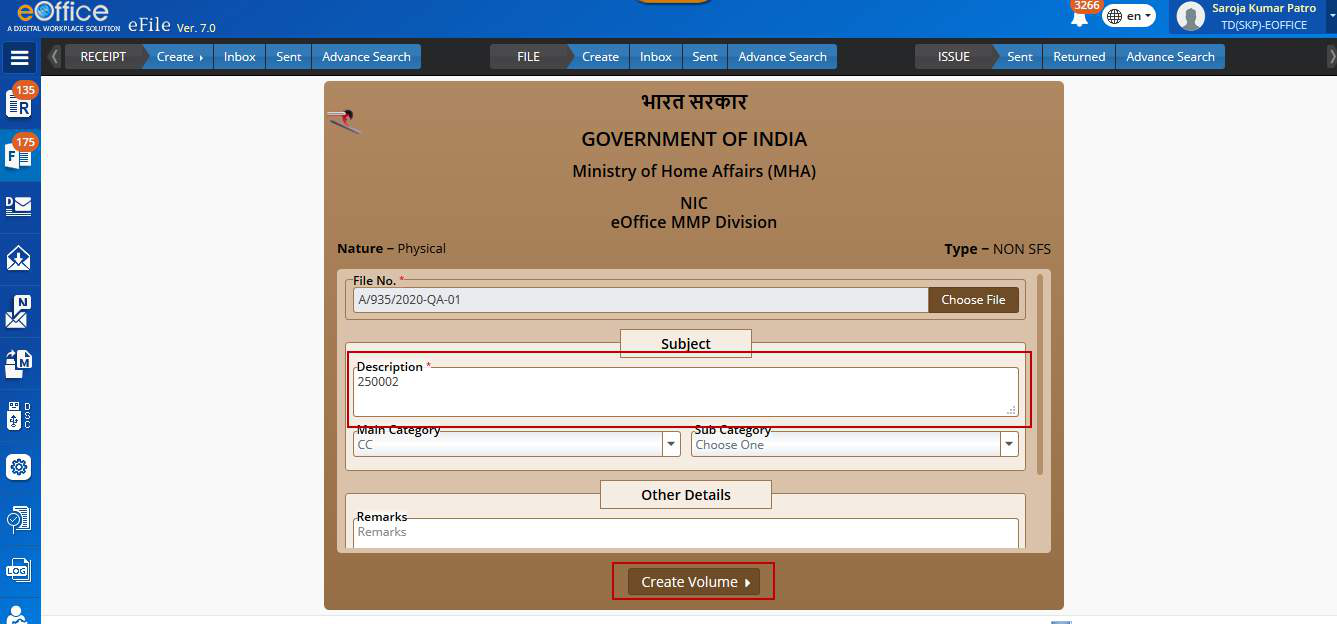 eOffice
A DIGITAL WORKPLACE SOLUTION
eFile Ver. 7.0
3266
en
Saroja Kumar Patro
TD(SKP)-EOFFICE
RECEIPT Create Inbox Sent Advance Search
FILE Create Inbox Sent Advance Search
ISSUE Sent Returned Advance Search
135
R
175
F
D
N
M
DSC
LOG
भारत सरकार
GOVERNMENT OF INDIA
Ministry of Home Affairs (MHA)
NIC
eOffice MMP Division
Nature – Physical
Type – NON SFS
File No. *
A/935/2020-QA-01
Choose File
Subject
Description *
250002
Main Category
CC
Sub Category
Choose One
Other Details
Remarks
Remarks
Create Volume